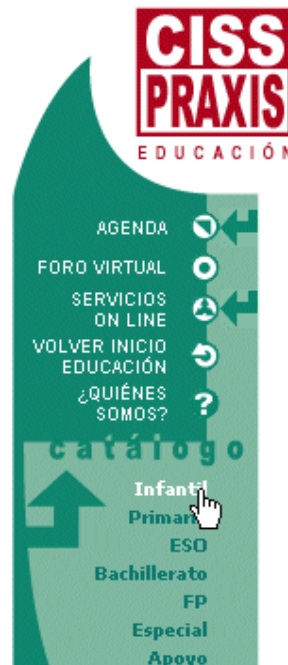 CISS
PRAXIS
EDUCACIÓN
AGENDA
FORO VIRTUAL
SERVICIOS
ON LINE
VOLVER INICIO
EDUCACIÓN
¿QUIÉNES
SOMOS?
catálogo
Infantil
Primaria
ESO
Bachillerato
FP
Especial
Apoyo